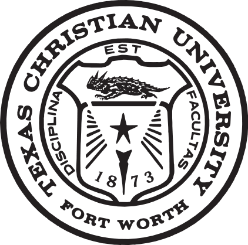 TEXAS CHRISTIAN UNIVERSITY
DISCIPLINA EST FACULTAS
1873
FORT WORTH